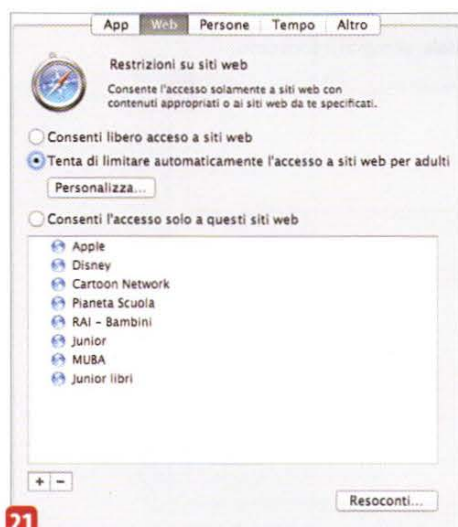 App Web Persone Tempo Altro
Restrizioni su siti web
Consente l'accesso solamente a siti web con
contenuti appropriati o ai siti web da te specificati.
Consenti libero acceso a siti web
Tenta di limitare automaticamente l'accesso a siti web per adulti
Personalizza...
Consenti l'accesso solo a questi siti web
Apple
Disney
Cartoon Network
Pianeta Scuola
RAI - Bambini
Junior
MUBA
Junior libri
+ -
Resoconti...
21